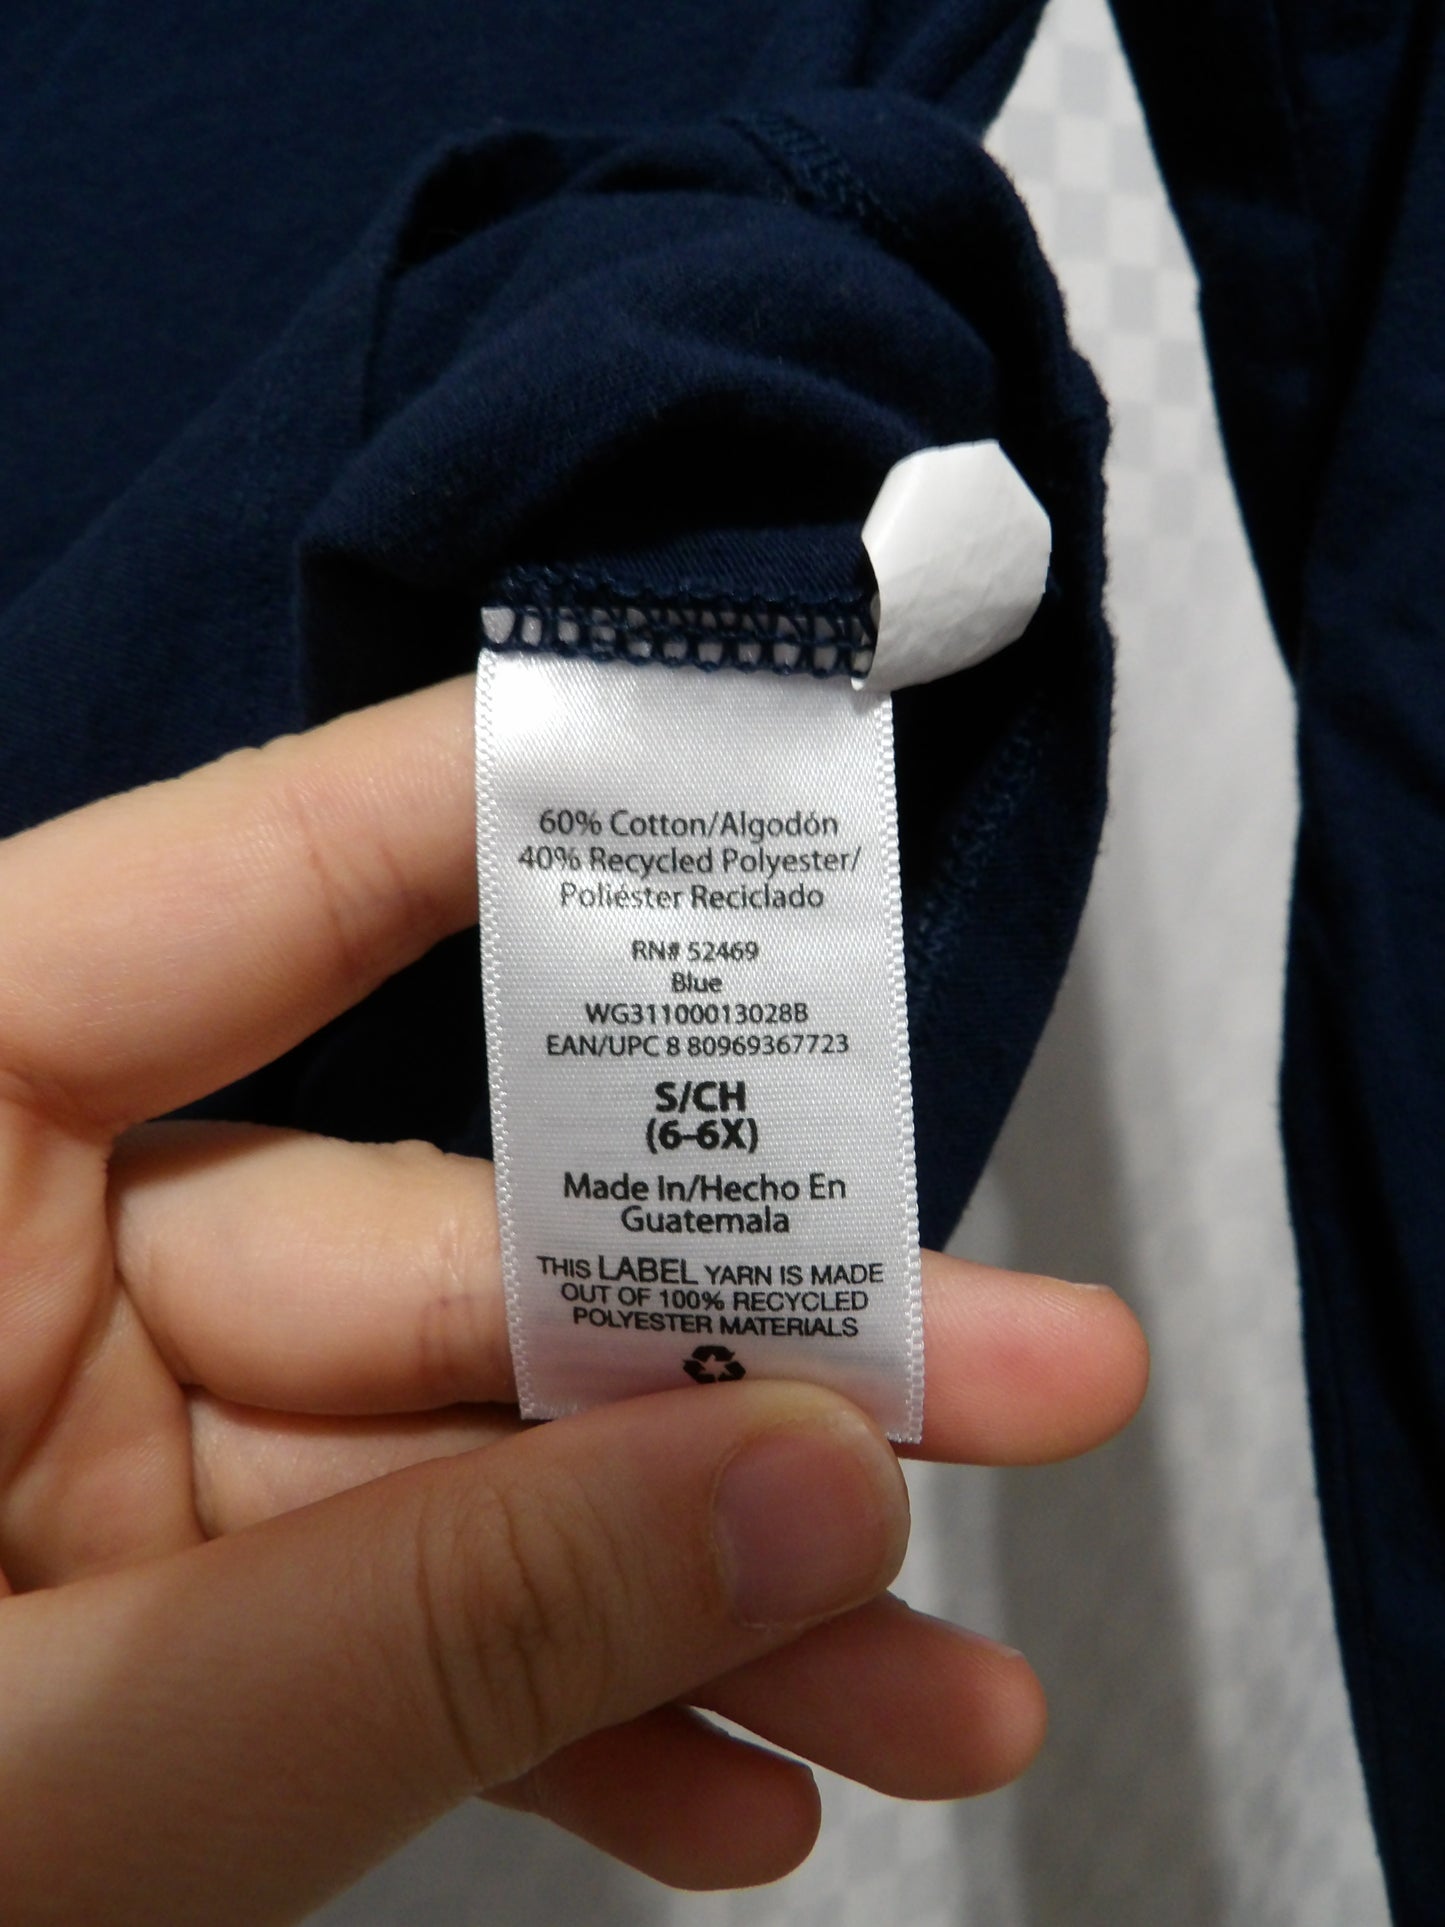 60% Cotton/Algodón
40% Recycled Polyester/
Poliéster Reciclado
RN# 52469
Blue
WG31100013028B
EAN/UPC 8 80969367723
S/CH
(6-6X)
Made In/Hecho En
Guatemala
THIS LABEL YARN IS MADE
OUT OF 100% RECYCLED
POLYESTER MATERIALS